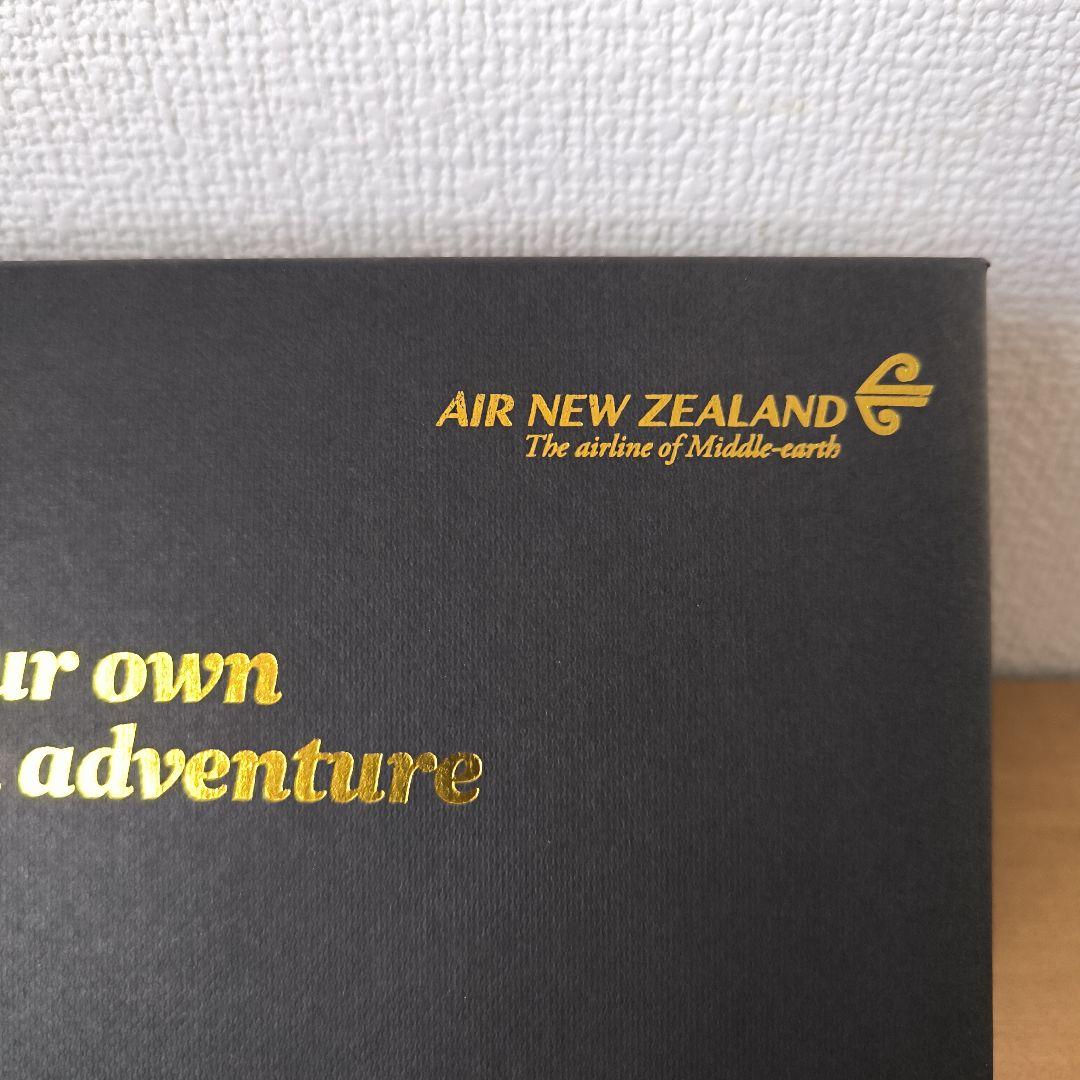 AIR NEW ZEALAND
The airline of Middle-earth
ur own
adventure